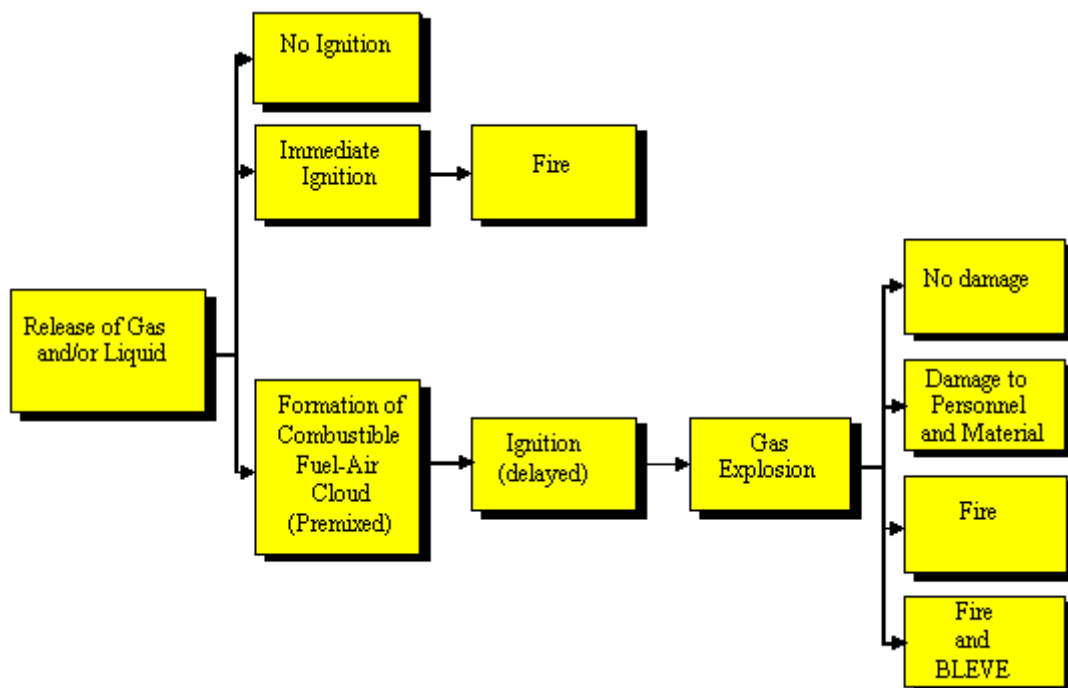 No Ignition
Immediate
Ignition
Fire
Release of Gas
and/or Liquid
Formation of
Combustible
Fuel-Air
Cloud
(Premixed)
Ignition
(delayed)
Gas
Explosion
No damage
Damage to
Personnel
and Material
Fire
Fire
and
BLEVE